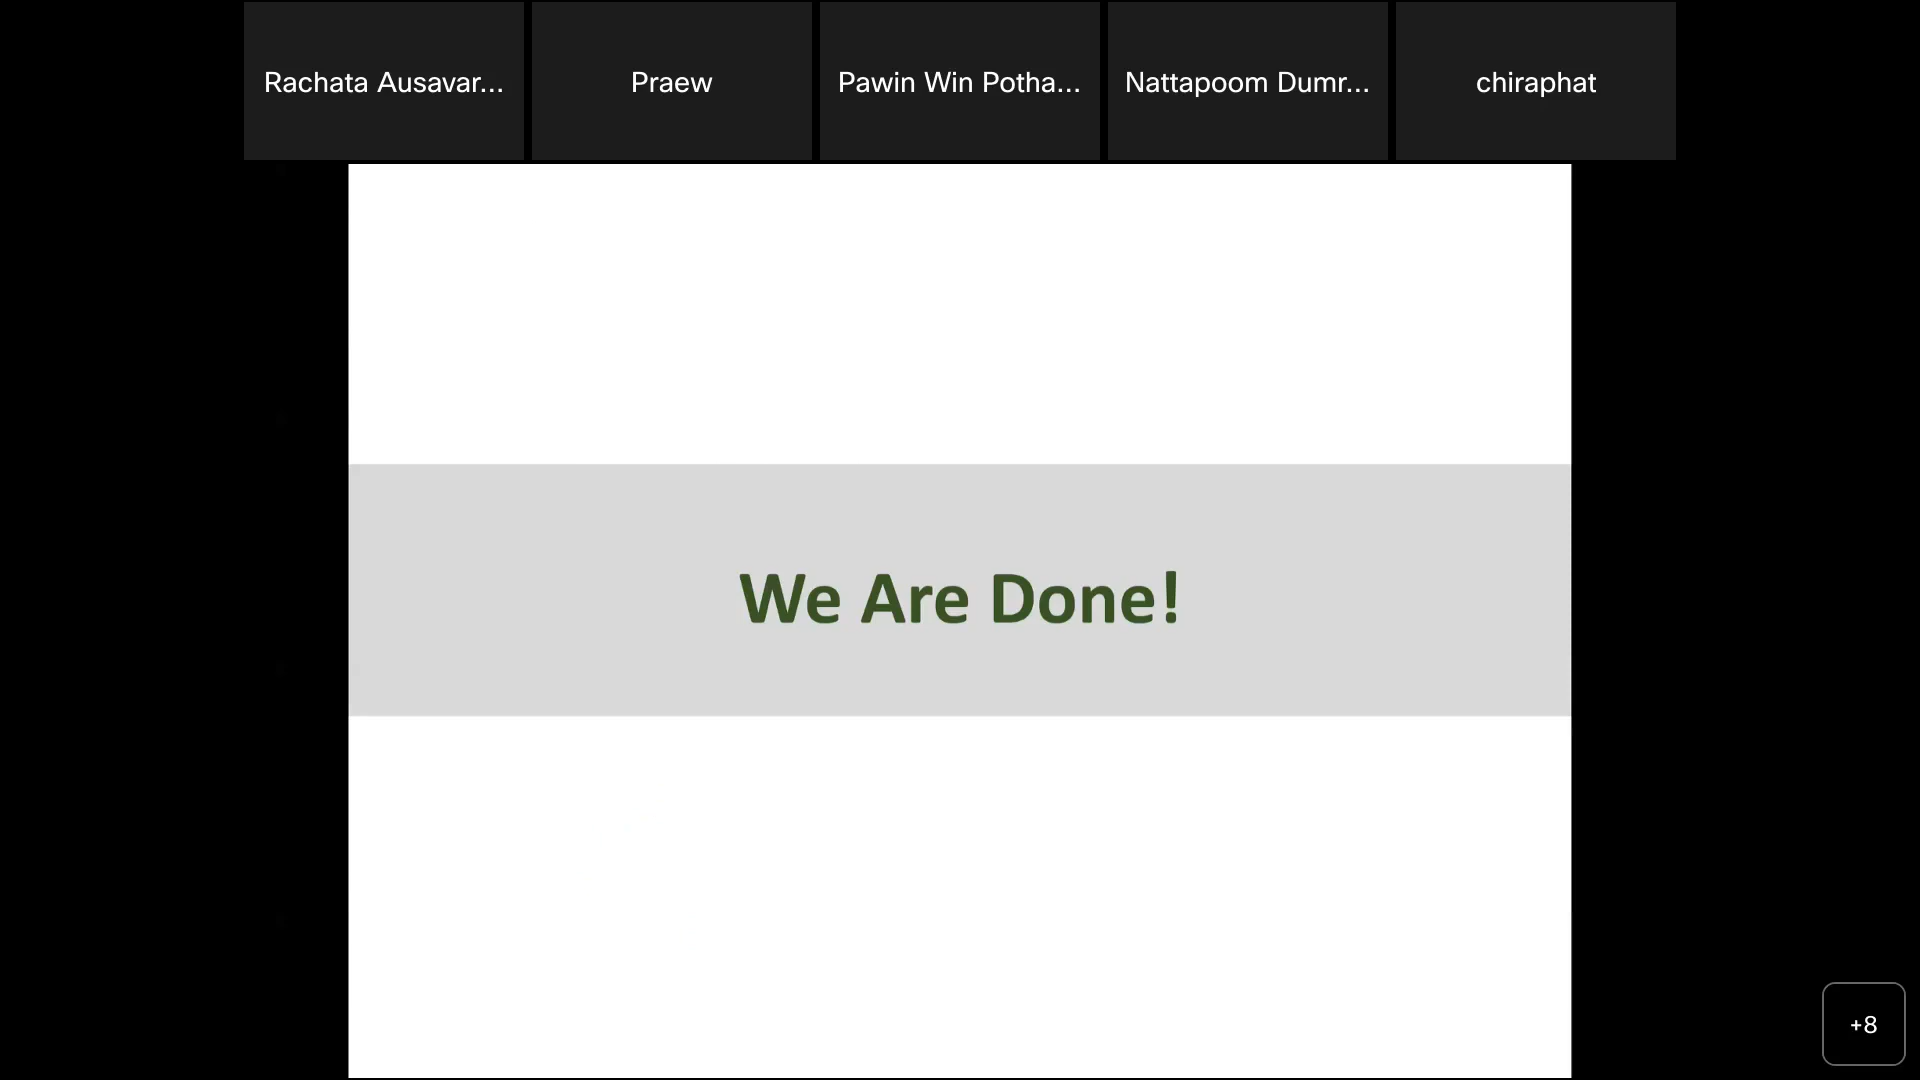 Rachata Ausavar...
Praew
Pawin Win Potha...
Nattapoom Dumr...
chiraphat
We Are Done!
+8